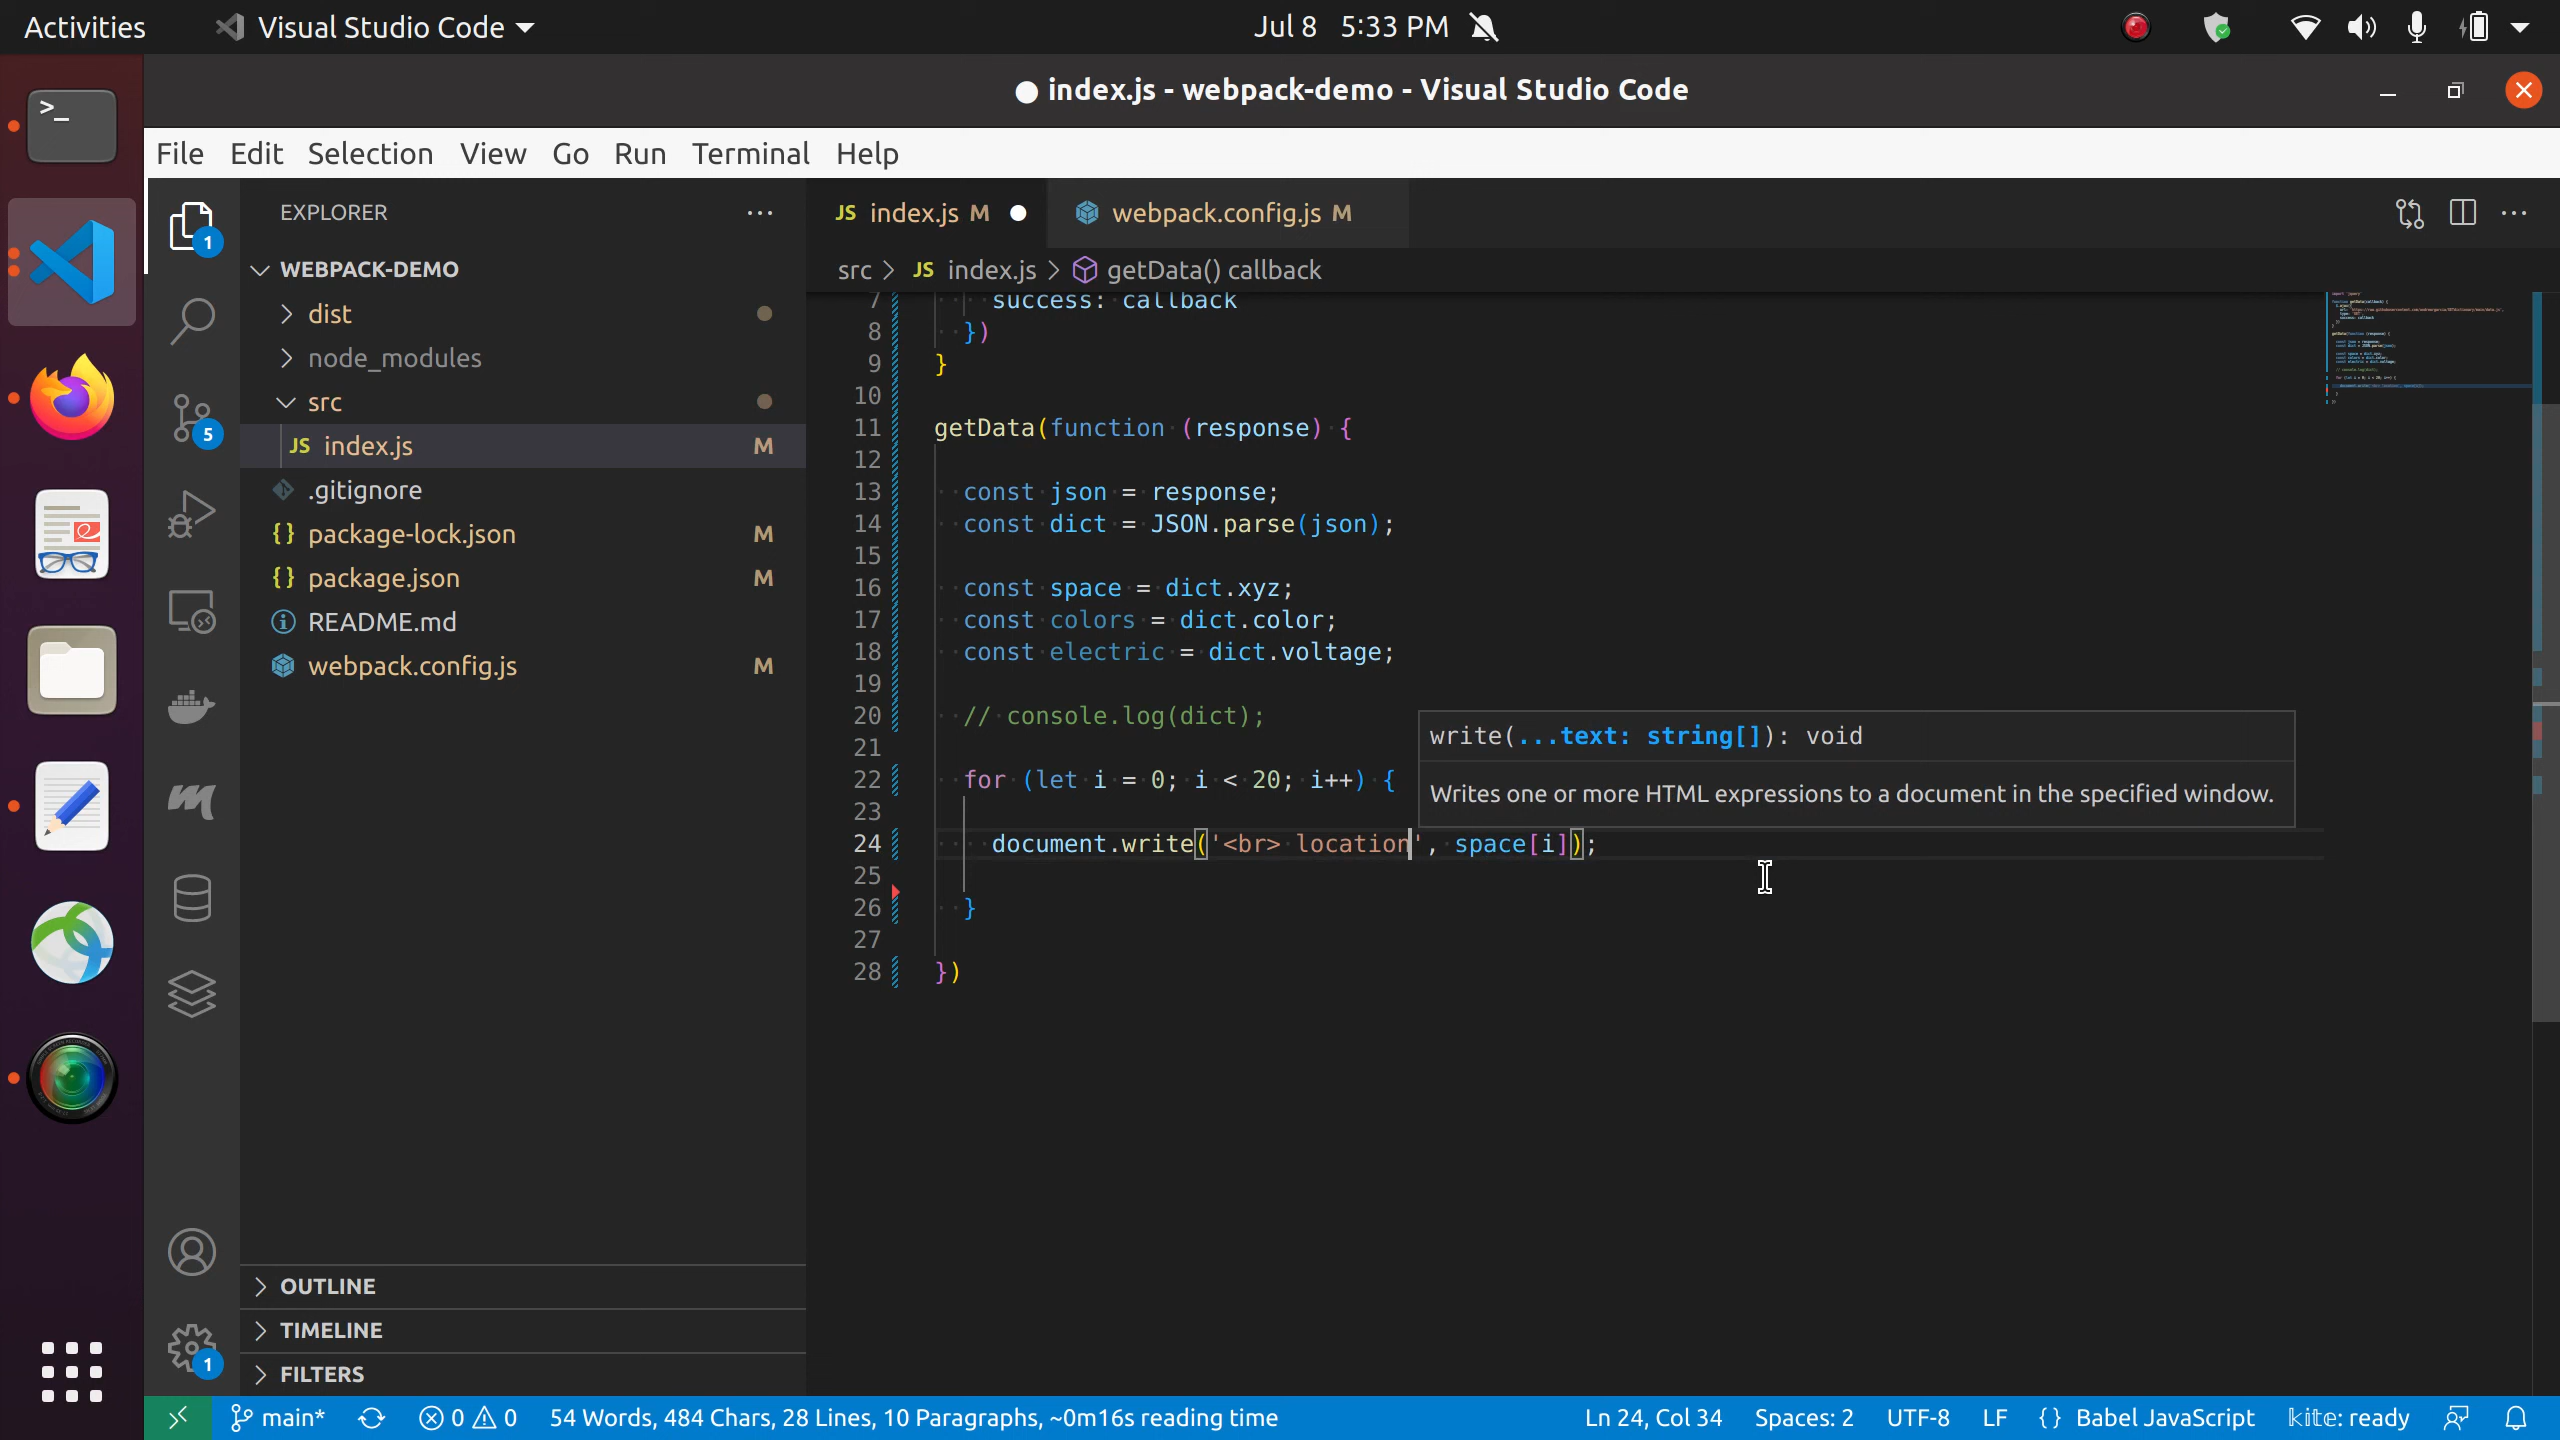 Activities
Visual Studio Code
Jul 8 5:33 PM
● index.js - webpack-demo - Visual Studio Code
File Edit Selection View Go Run Terminal Help
EXPLORER
WEBPACK-DEMO
dist
node_modules
src
JS index.js M
.gitignore
{} package-lock.json M
{} package.json M
README.md
webpack.config.js M
OUTLINE
TIMELINE
FILTERS
1
5
1
JS index.js M
webpack.config.js M
src > JS index.js > getData() callback
7 success: callback
8 })
9 }
10
11 getData(function (response) {
12
13 const json = response;
14 const dict = JSON.parse(json);
15
16 const space = dict.xyz;
17 const colors = dict.color;
18 const electric = dict.voltage;
19
20 // console.log(dict);
21
22 for (let i = 0; i < 20; i++) {
23
24 document.write('<br> location', space[i]);
25
26 }
27
28 })
write(...text: string[]): void
Writes one or more HTML expressions to a document in the specified window.
main* 0 0 54 Words, 484 Chars, 28 Lines, 10 Paragraphs, ~0m16s reading time Ln 24, Col 34 Spaces: 2 UTF-8 LF {} Babel JavaScript kite: ready